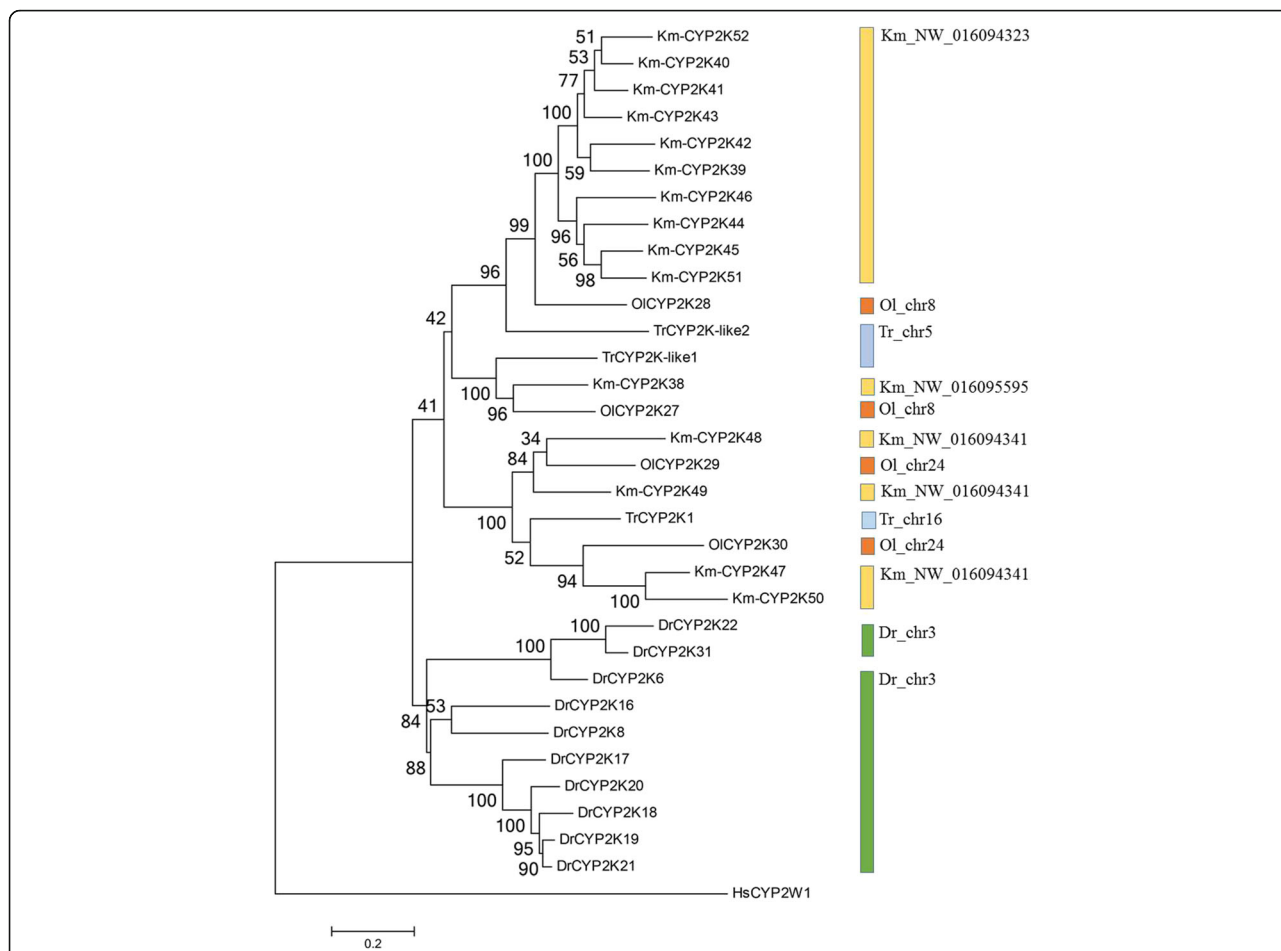 51
Km-CYP2K52
Km_NW_016094323
53
Km-CYP2K40
77
Km-CYP2K41
100
Km-CYP2K43
100
Km-CYP2K42
59
Km-CYP2K39
Km-CYP2K46
99
96
Km-CYP2K44
56
Km-CYP2K45
96
98
Km-CYP2K51
OlCYP2K28
Ol_chr8
42
TrCYP2K-like2
Tr_chr5
TrCYP2K-like1
100
Km-CYP2K38
Km_NW_016095595
41
96
OlCYP2K27
Ol_chr8
34
Km-CYP2K48
Km_NW_016094341
84
OlCYP2K29
Ol_chr24
Km-CYP2K49
Km_NW_016094341
100
TrCYP2K1
Tr_chr16
52
OlCYP2K30
Ol_chr24
94
Km-CYP2K47
Km_NW_016094341
100
Km-CYP2K50
100
DrCYP2K22
Dr_chr3
100
DrCYP2K31
DrCYP2K6
Dr_chr3
53
DrCYP2K16
84
DrCYP2K8
88
DrCYP2K17
100
DrCYP2K20
100
DrCYP2K18
95
DrCYP2K19
90
DrCYP2K21
HsCYP2W1
0.2